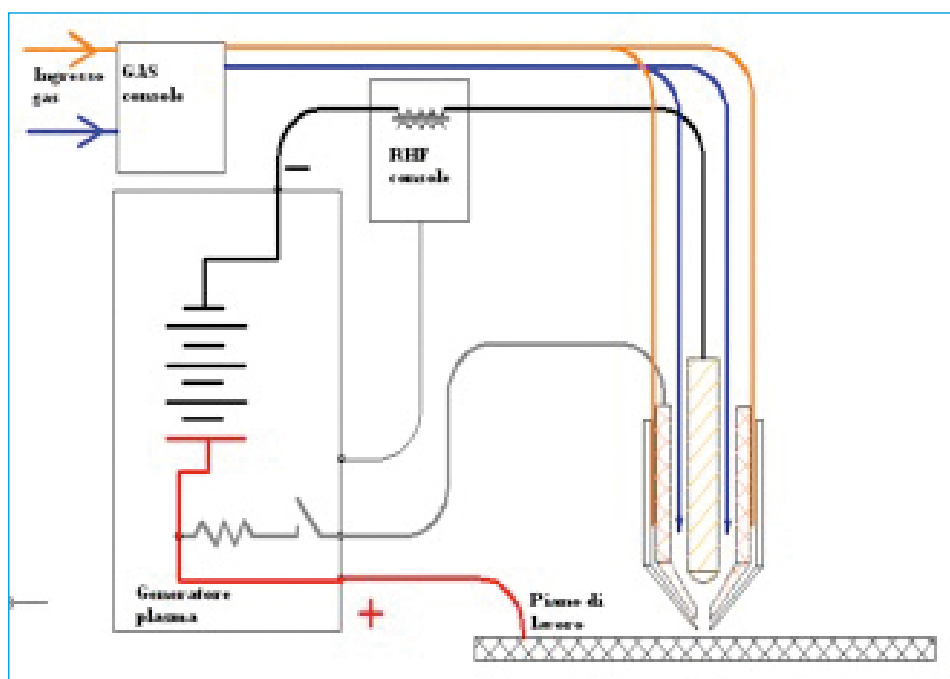 Ingresso
gas
GAS
console
RHF
console
−
Generatore
plasma
+
Piano di
lavoro